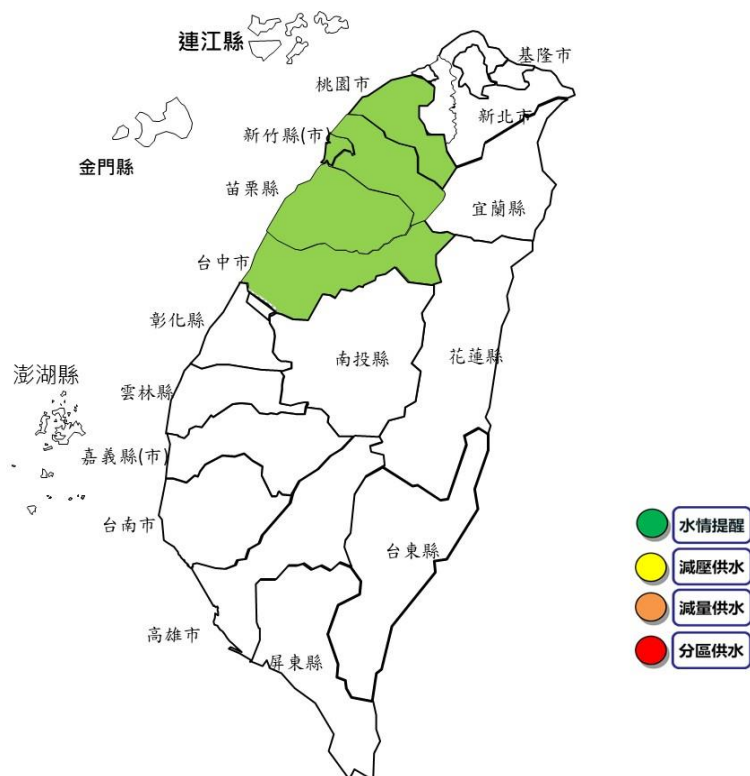 連江縣
基隆市
桃園市
新北市
新竹縣(市)
金門縣
苗栗縣
宜蘭縣
台中市
彰化縣
南投縣
花蓮縣
澎湖縣
雲林縣
嘉義縣(市)
台南市
台東縣
高雄市
屏東縣
水情提醒
減壓供水
減量供水
分區供水